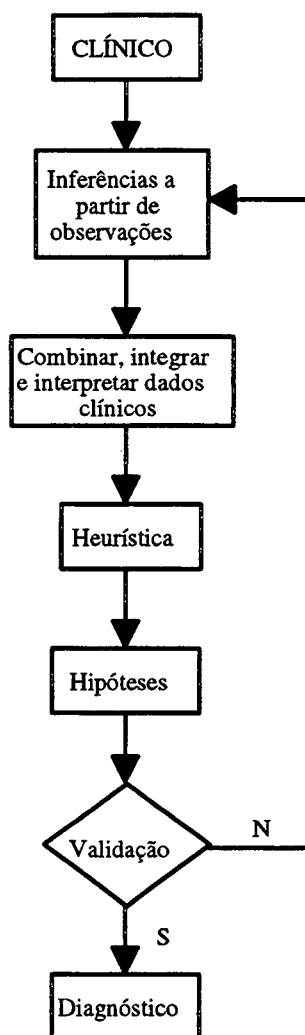 CLÍNICO
Inferências a
partir de
observações
Combinar, integrar
e interpretar dados
clínicos
Heurística
Hipóteses
Validação
N
S
Diagnóstico